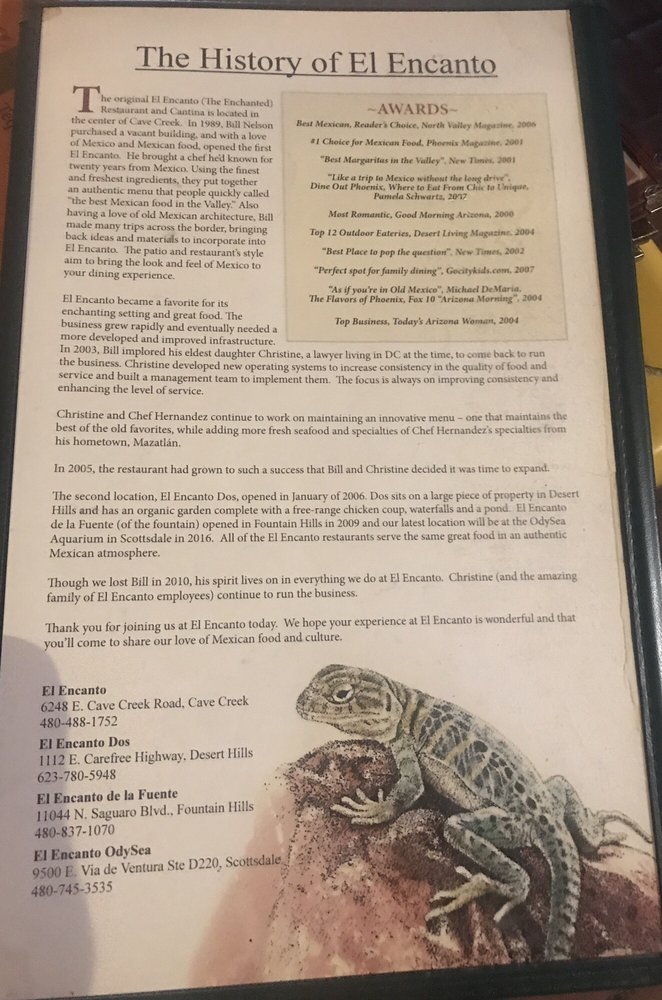 The History of El Encanto
The original El Encanto (The Enchanted)
Restaurant and Cantina is located in
the center of Cave Creek. In 1989, Bill Nelson
purchased a vacant building, and with a love
of Mexico and Mexican food, opened the first
El Encanto. He brought a chef he'd known for
twenty years from Mexico. Using the finest
and freshest ingredients, they put together
an authentic menu that people quickly called
"the best Mexican food in the Valley." Also
having a love of old Mexican architecture, Bill
made many trips across the border, bringing
back ideas and materials to incorporate into
El Encanto. The patio and restaurant's style
aim to bring the look and feel of Mexico to
your dining experience.
~AWARDS~
Best Mexican, Reader's Choice, North Valley Magazine, 2006
#1 Choice for Mexican Food, Phoenix Magazine, 2001
"Best Margaritas in the Valley", New Times, 2001
"Like a trip to Mexico without the long drive",
Dine Out Phoenix, Where to Eat From Chic to Unique,
Pamela Schwartz,
Most Romantic, Good Morning Arizona, 2000
Top 12 Outdoor Eateries, Desert Living Magazine, 2004
"Best Place to pop the question", New Times, 2002
"Perfect spot for family dining", Gocitykids.com, 2007
"As if you're in Old Mexico", Michael DeMaria,
The Flavors of Phoenix, Fox 10 "Arizona Morning", 2004
Top Business, Today's Arizona Woman, 2004
El Encanto became a favorite for its
enchanting setting and great food. The
business grew rapidly and eventually needed a
more developed and improved infrastructure.
In 2003, Bill implored his eldest daughter Christine, a lawyer living in DC at the time, to come back to run
the business. Christine developed new operating systems to increase consistency in the quality of food and
service and built a management team to implement them. The focus is always on improving consistency and
enhancing the level of service.
Christine and Chef Hernandez continue to work on maintaining an innovative menu – one that maintains the
best of the old favorites, while adding more fresh seafood and specialties of Chef Hernandez's specialties from
his hometown, Mazatlán.
In 2005, the restaurant had grown to such a success that Bill and Christine decided it was time to expand.
The second location, El Encanto Dos, opened in January of 2006. Dos sits on a large piece of property in Desert
Hills and has an organic garden complete with a free-range chicken coup, waterfalls and a pond. El Encanto
de la Fuente (of the fountain) opened in Fountain Hills in 2009 and our latest location will be at the OdySea
Aquarium in Scottsdale in 2016. All of the El Encanto restaurants serve the same great food in an authentic
Mexican atmosphere.
Though we lost Bill in 2010, his spirit lives on in everything we do at El Encanto. Christine (and the amazing
family of El Encanto employees) continue to run the business.
Thank you for joining us at El Encanto today. We hope your experience at El Encanto is wonderful and that
you'll come to share our love of Mexican food and culture.
El Encanto
6248 E. Cave Creek Road, Cave Creek
480-488-1752
El Encanto Dos
1112 E. Carefree Highway, Desert Hills
623-780-5948
El Encanto de la Fuente
11044 N. Saguaro Blvd., Fountain Hills
480-837-1070
El Encanto OdySea
9500 E. Via de Ventura Ste D220, Scottsdale
480-745-3535